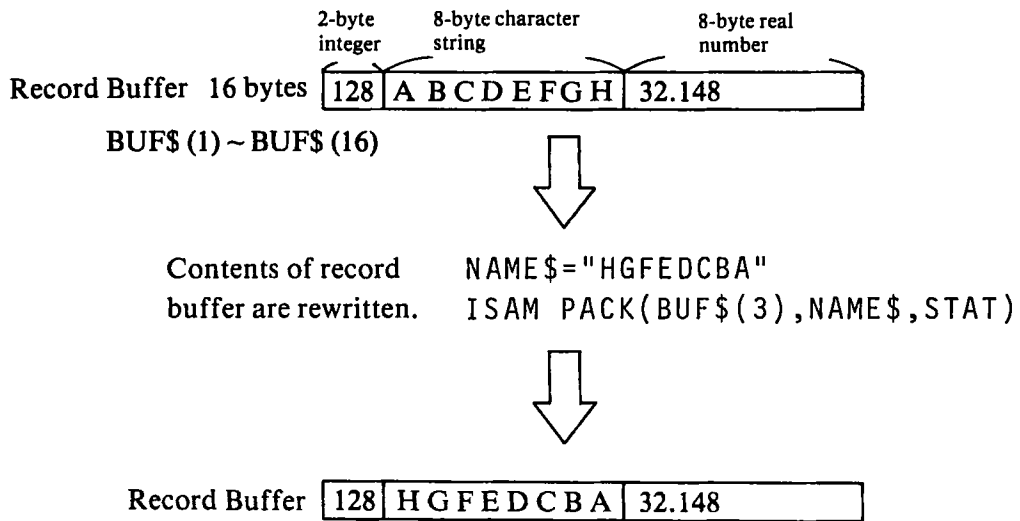 2-byte integer
8-byte character string
8-byte real number
Record Buffer 16 bytes 128 A B C D E F G H 32.148
BUF$ (1) ~ BUF$ (16)
Contents of record NAME$="HGFEDCBA"
buffer are rewritten. ISAM PACK(BUF$(3),NAME$,STAT)
Record Buffer 128 H G F E D C B A 32.148